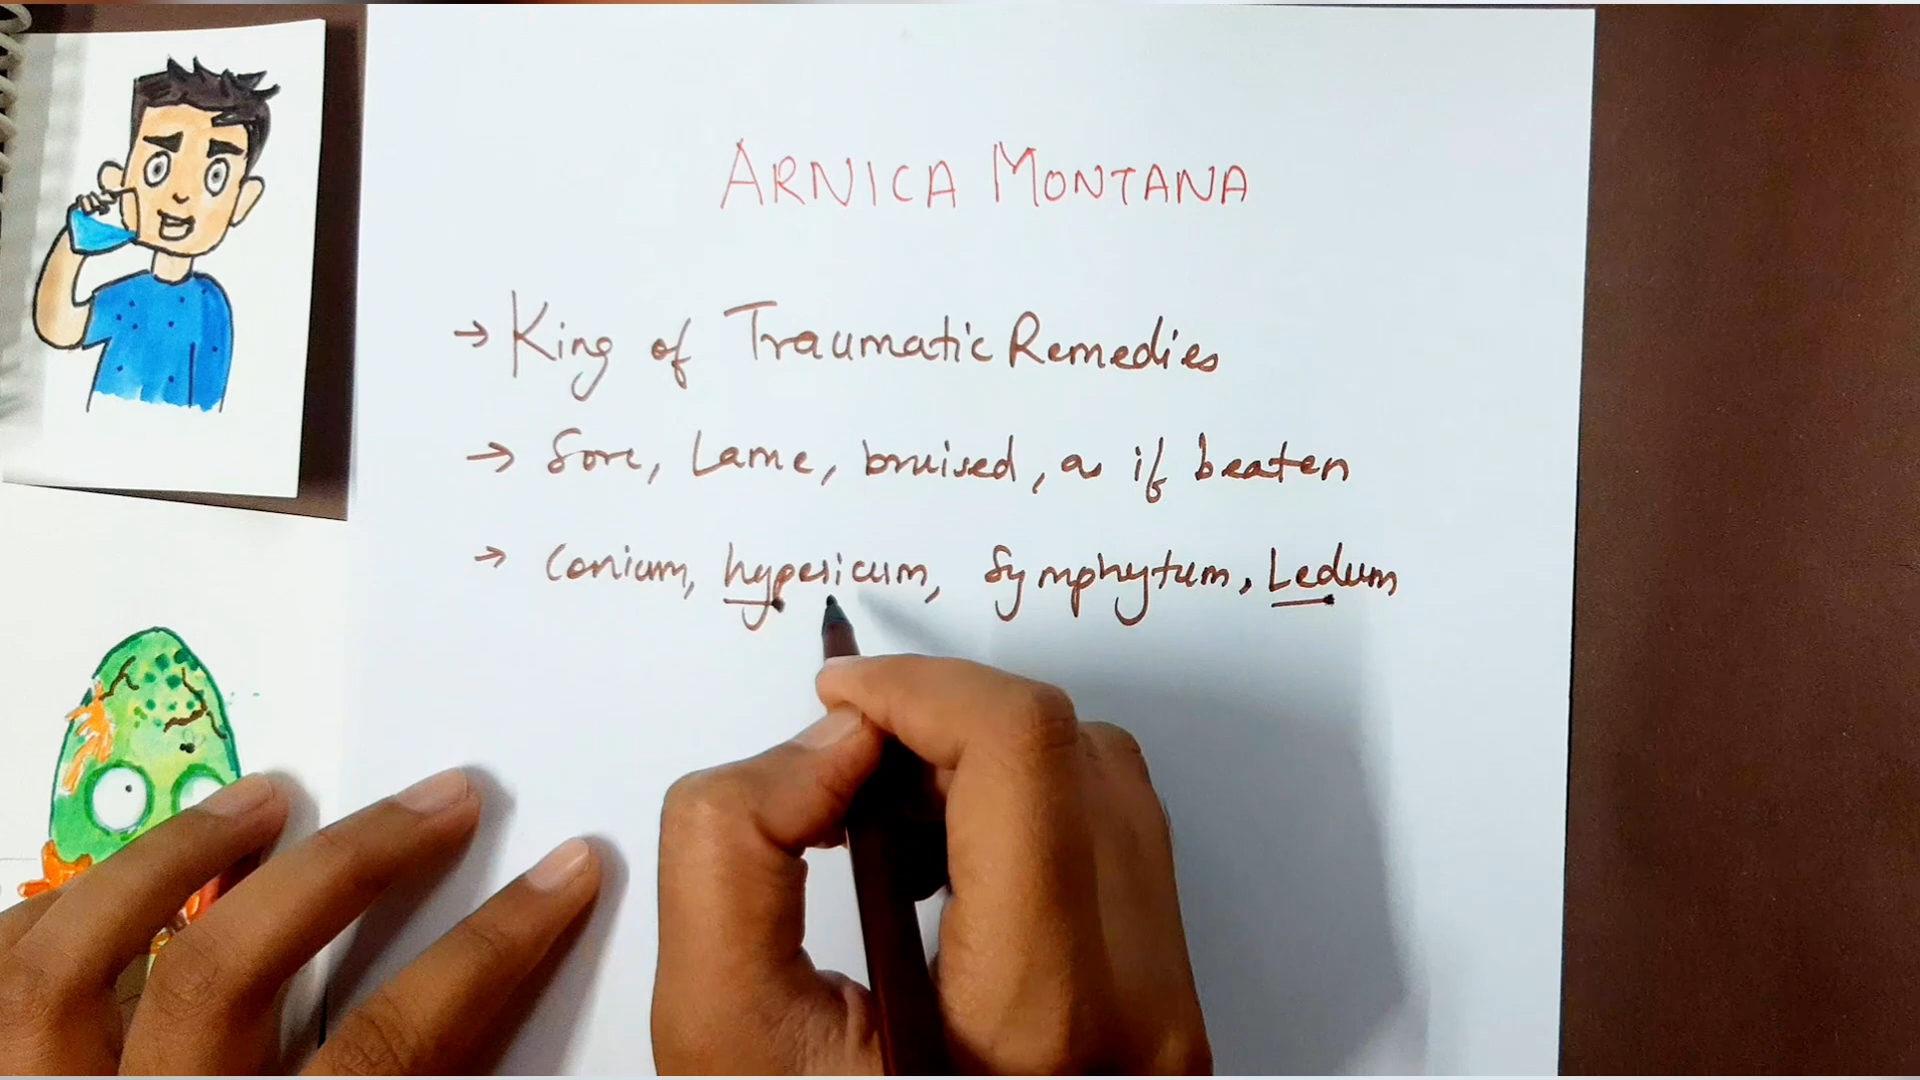 ARNICA MONTANA
→ King of Traumatic Remedies
→ Sore, Lame, bruised, as if beaten
→ Conium, hypericum, Symphytum, Ledum